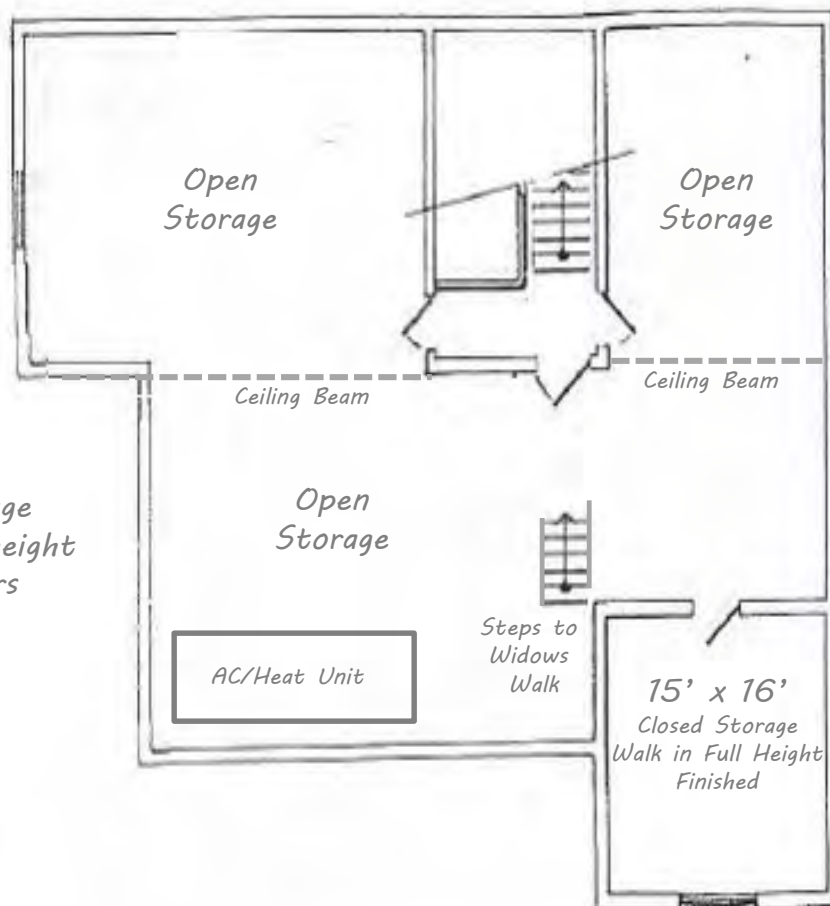 Open
Storage
Open
Storage
Ceiling Beam
Ceiling Beam
Open
Storage
Steps to
Widows
Walk
AC/Heat Unit
15' x 16'
Closed Storage
Walk in Full Height
Finished